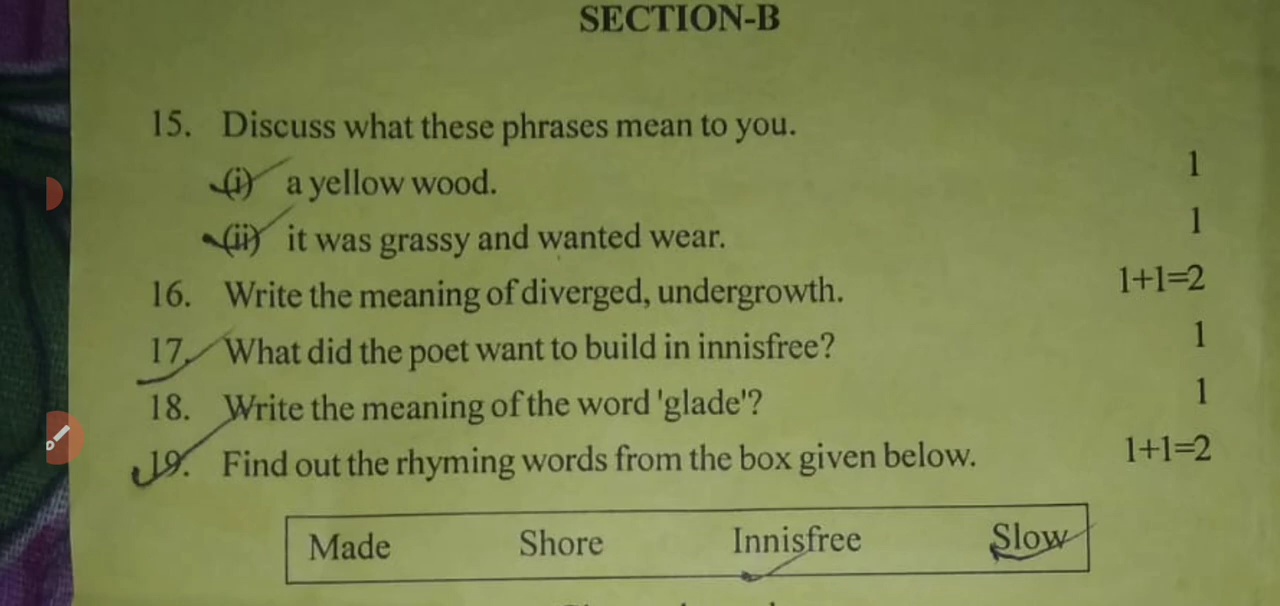 SECTION-B
15. Discuss what these phrases mean to you.
(i) a yellow wood. 1
(ii) it was grassy and wanted wear. 1
16. Write the meaning of diverged, undergrowth. 1+1=2
17. What did the poet want to build in innisfree? 1
18. Write the meaning of the word 'glade'? 1
19. Find out the rhyming words from the box given below. 1+1=2
Made Shore Innisfree Slow